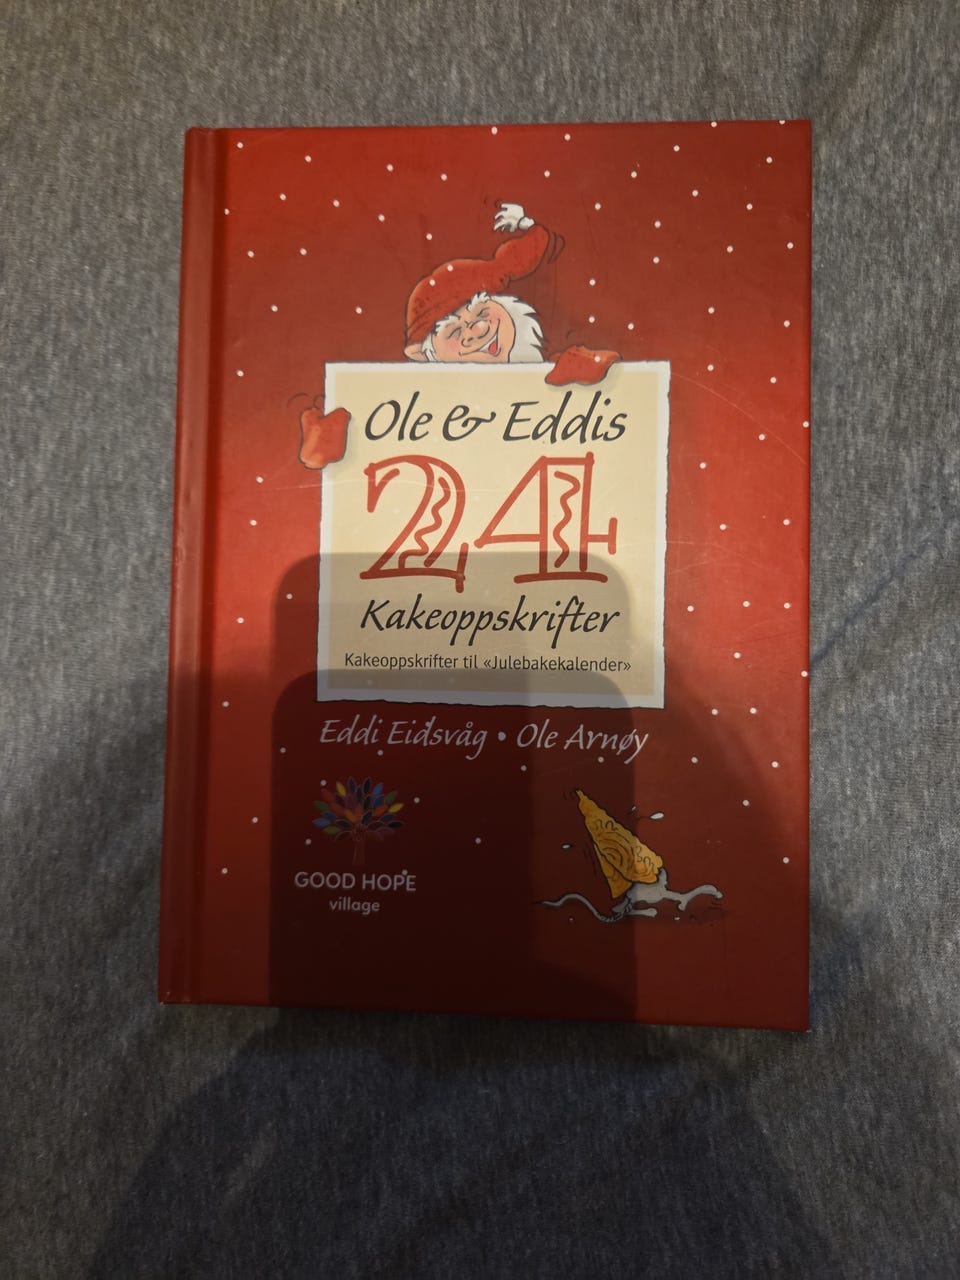 Ole & Eddis
24
Kakeoppskrifter
Kakeoppskrifter til «Julebakekalender»
Eddi Eidsvåg • Ole Arnøy
GOOD HOPE
village